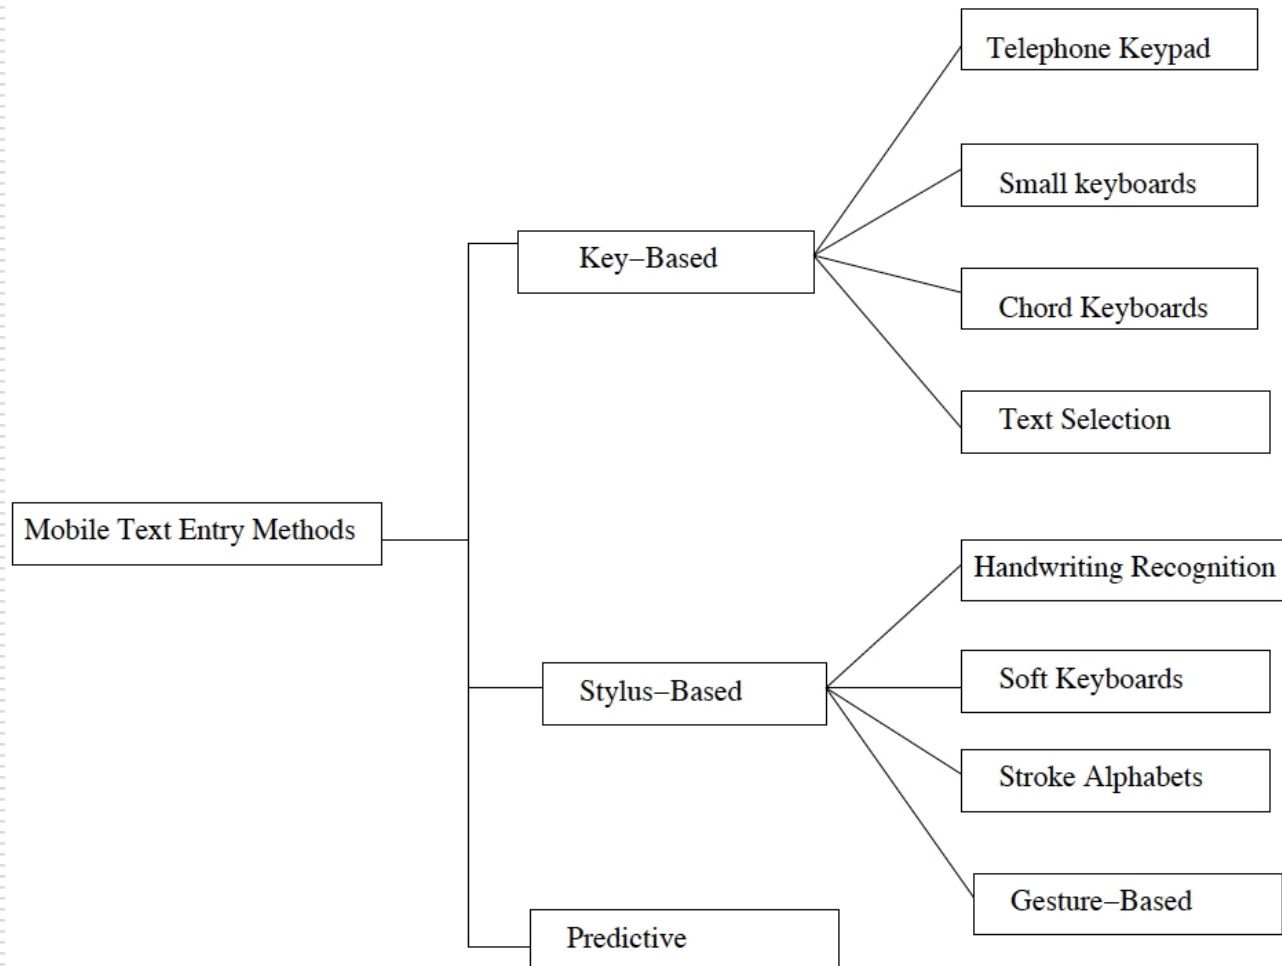 Telephone Keypad
Small keyboards
Key–Based
Chord Keyboards
Text Selection
Mobile Text Entry Methods
Handwriting Recognition
Soft Keyboards
Stylus–Based
Stroke Alphabets
Gesture–Based
Predictive